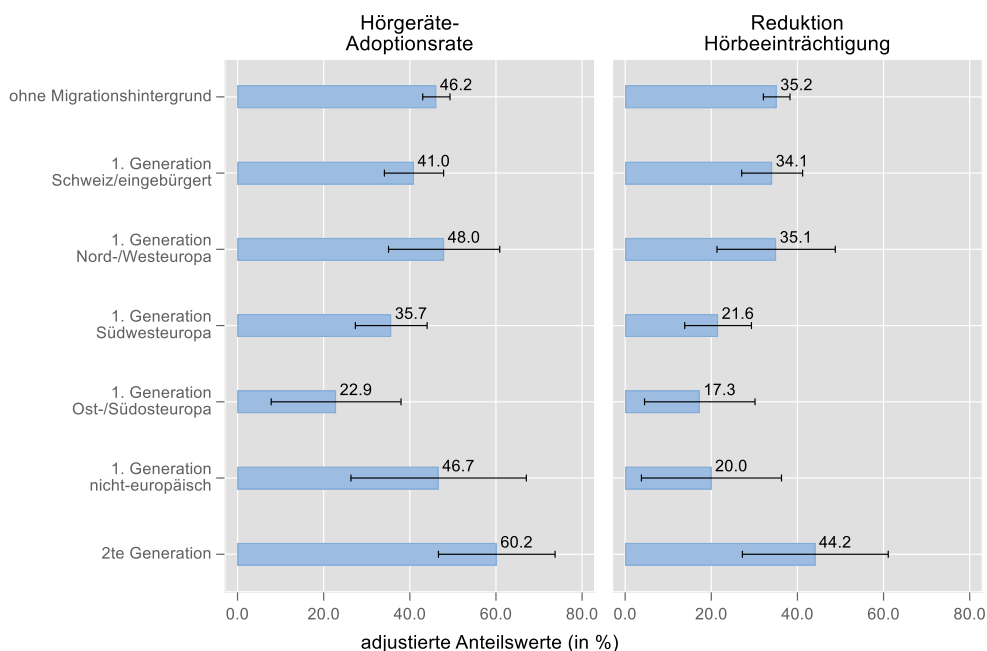 Hörgeräte-
Adoptionsrate
Reduktion
Hörbeeinträchtigung
ohne Migrationshintergrund
46.2
35.2
1. Generation
Schweiz/eingebürgert
41.0
34.1
1. Generation
Nord-/Westeuropa
48.0
35.1
1. Generation
Südwesteuropa
35.7
21.6
1. Generation
Ost-/Südosteuropa
22.9
17.3
1. Generation
nicht-europäisch
46.7
20.0
2te Generation
60.2
44.2
0.0 20.0 40.0 60.0 80.0
0.0 20.0 40.0 60.0 80.0
adjustierte Anteilswerte (in %)